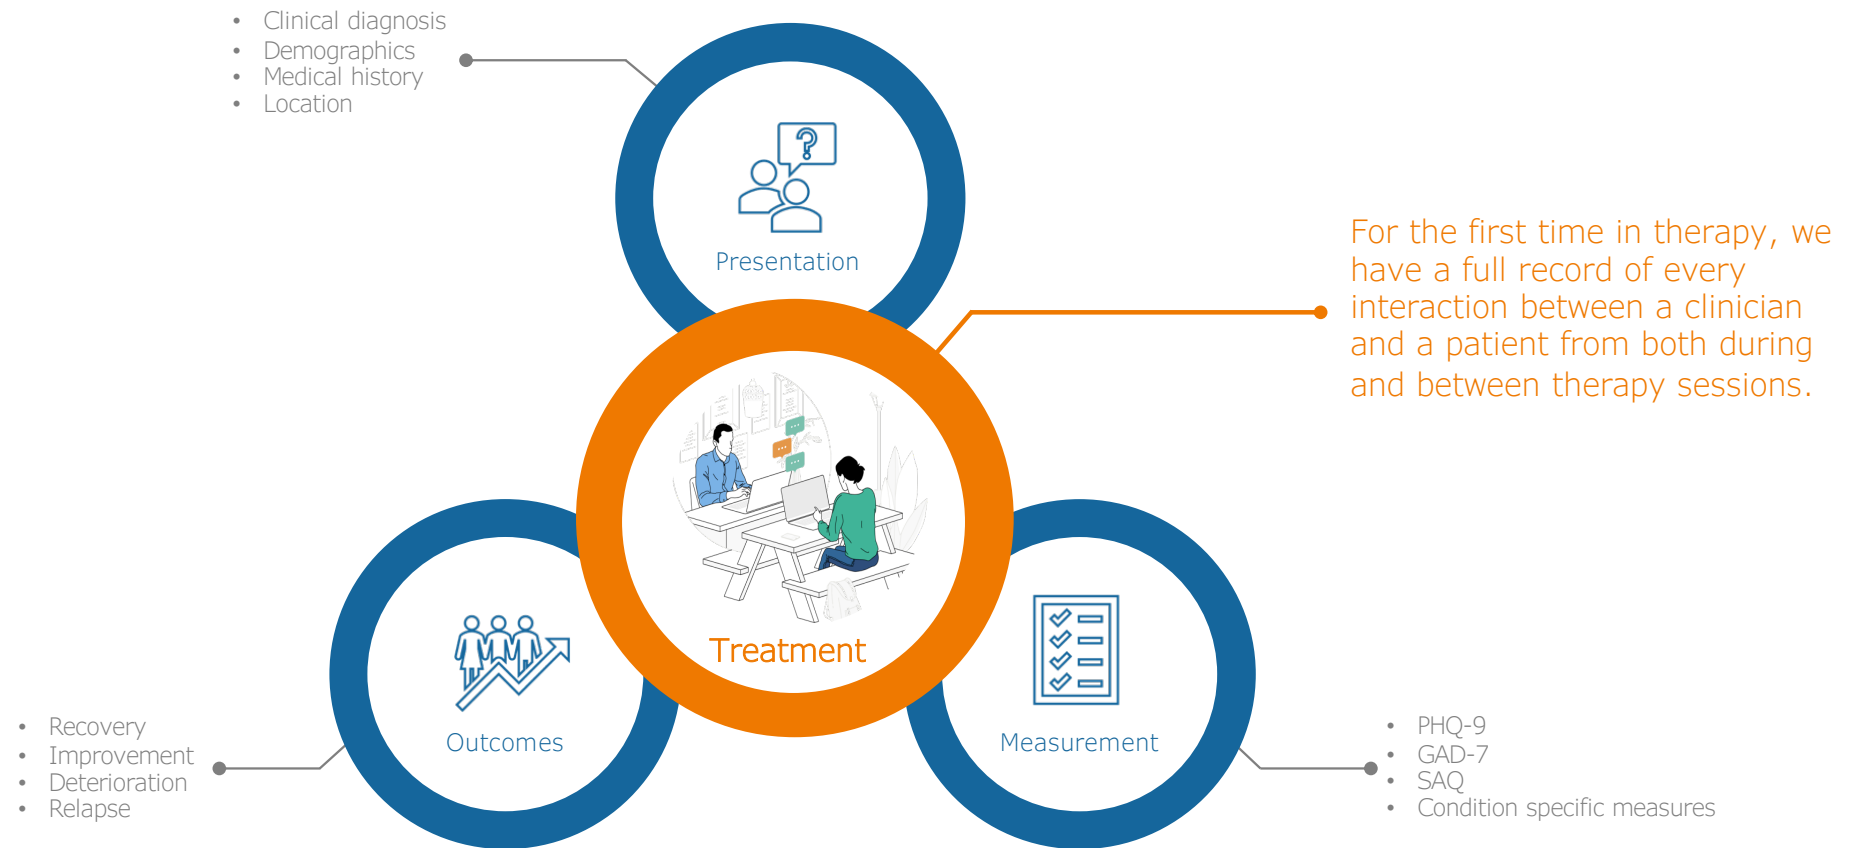 • Clinical diagnosis
• Demographics
• Medical history
• Location
?
Presentation
For the first time in therapy, we
have a full record of every
interaction between a clinician
and a patient from both during
and between therapy sessions.
Treatment
• Recovery
• Improvement
• Deterioration
• Relapse
Outcomes
Measurement
• PHQ-9
• GAD-7
• SAQ
• Condition specific measures